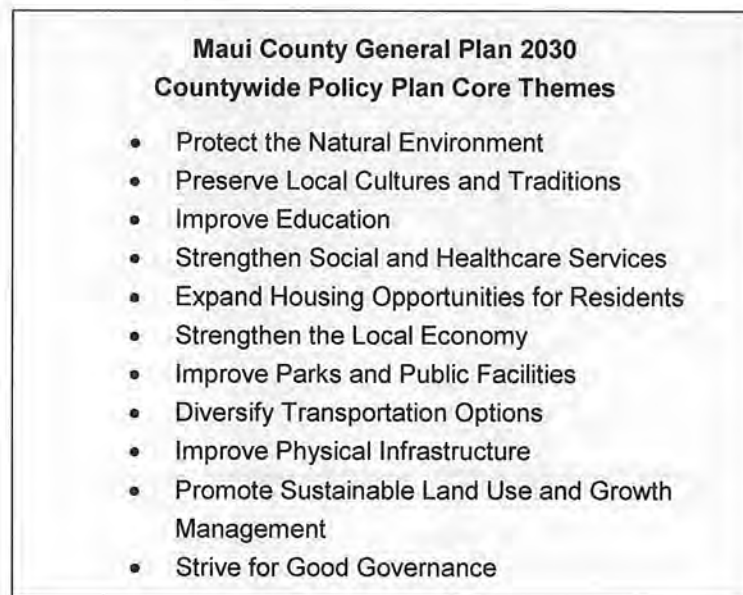 Maui County General Plan 2030
Countywide Policy Plan Core Themes
• Protect the Natural Environment
• Preserve Local Cultures and Traditions
• Improve Education
• Strengthen Social and Healthcare Services
• Expand Housing Opportunities for Residents
• Strengthen the Local Economy
• Improve Parks and Public Facilities
• Diversify Transportation Options
• Improve Physical Infrastructure
• Promote Sustainable Land Use and Growth
Management
• Strive for Good Governance